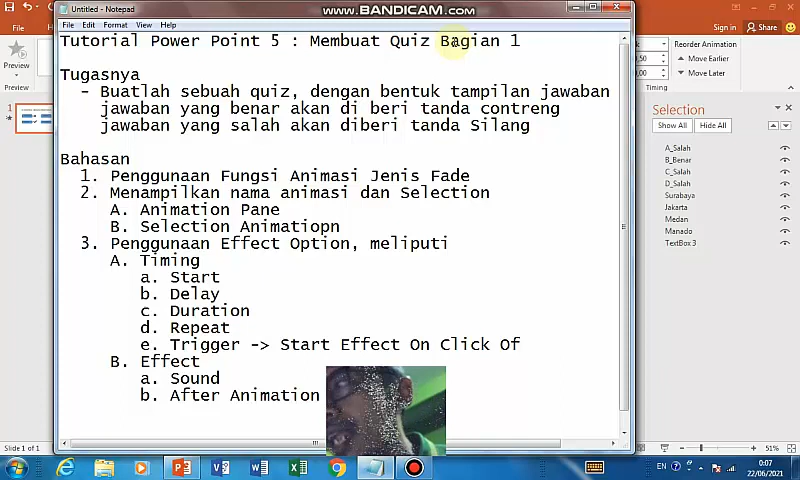 Untitled - Notepad
www.BANDICAM.com
File Edit Format View Help
Tutorial Power Point 5 : Membuat Quiz Bagian 1
Tugasnya
- Buatlah sebuah quiz, dengan bentuk tampilan jawaban
jawaban yang benar akan di beri tanda contreng
jawaban yang salah akan diberi tanda Silang
Bahasan
1. Penggunaan Fungsi Animasi Jenis Fade
2. Menampilkan nama animasi dan Selection
A. Animation Pane
B. Selection Animatiopn
3. Penggunaan Effect Option, meliputi
A. Timing
a. Start
b. Delay
c. Duration
d. Repeat
e. Trigger -> Start Effect On Click Of
B. Effect
a. Sound
b. After Animation
File
Preview
Preview
1
Sign in Share
Reorder Animation
Move Earlier
Move Later
Timing
Selection
Show All Hide All
A_Salah
B_Benar
C_Salah
D_Salah
Surabaya
Jakarta
Medan
Manado
TextBox 3
Slide 1 of 1
51%
EN
0:07
22/06/2021